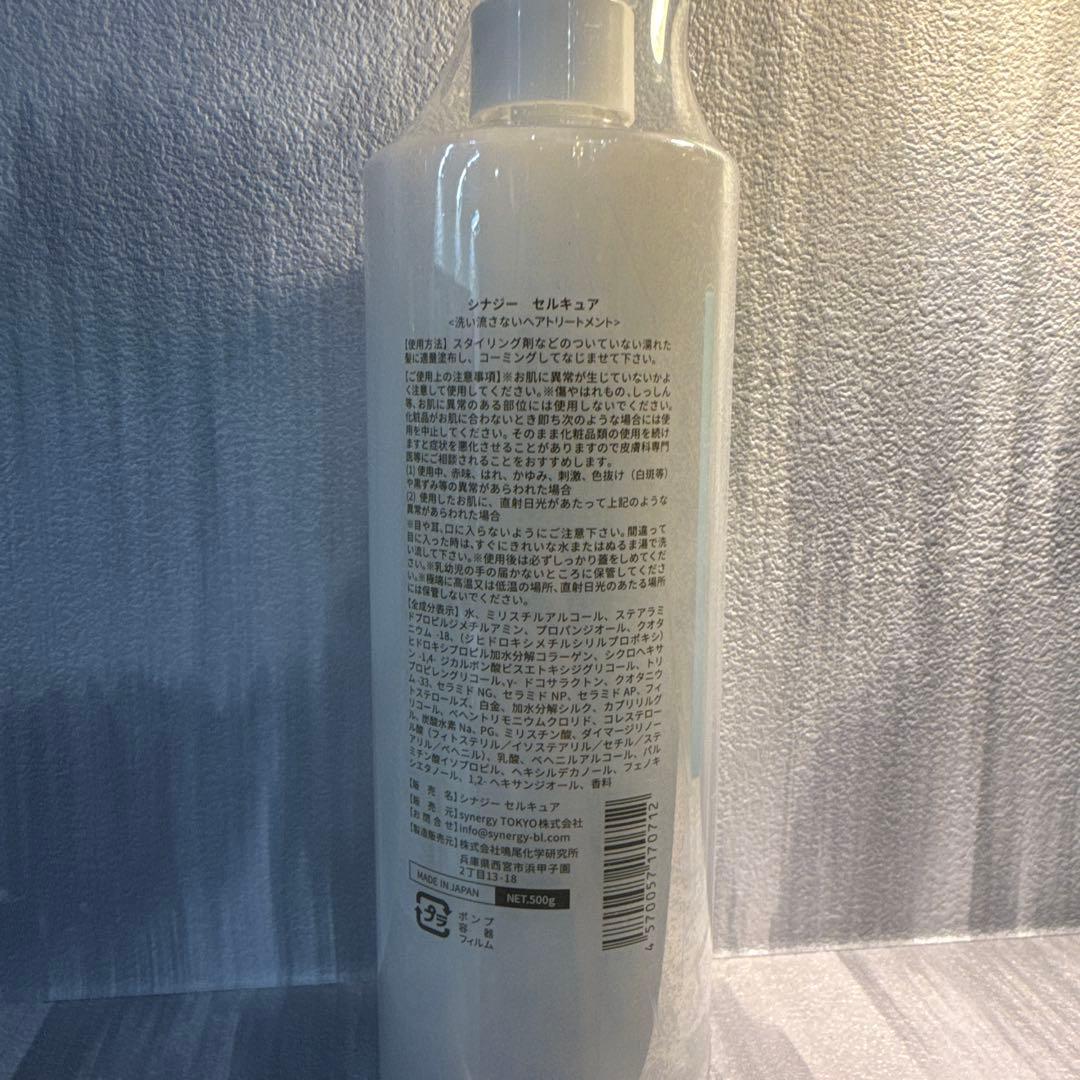 シナジー　セルキュア
<洗い流さないヘアトリートメント>
【使用方法】スタイリング剤などのついていない濡れた
髪に適量塗布し、コーミングしてなじませて下さい。
【ご使用上の注意事項】※お肌に異常が生じていないかよ
く注意して使用してください。※傷やはれもの、しっしん
等、お肌に異常のある部位には使用しないでください。
化粧品がお肌に合わないとき即ち次のような場合には使
用を中止してください。そのまま化粧品類の使用を続け
ますと症状を悪化させることがありますので皮膚科専門
医等にご相談されることをおすすめします。
(1) 使用中、赤味、はれ、かゆみ、刺激、色抜け（白斑等）
や黒ずみ等の異常があらわれた場合
(2) 使用したお肌に、直射日光があたって上記のような
異常があらわれた場合
※目や耳、口に入らないようにご注意下さい。間違って
目に入った時は、すぐにきれいな水またはぬるま湯で洗
い流して下さい。※使用後は必ずしっかり蓋をしめてくだ
さい。※乳幼児の手の届かないところに保管してくださ
い。※極端に高温又は低温の場所、直射日光のあたる場所
には保管しないでください。
【全成分表示】水、ミリスチルアルコール、ステアラミ
ドプロピルジメチルアミン、プロパンジオール、クオタ
ニウム -18、(ジヒドロキシメチルシリルプロポキシ)
ヒドロキシプロピル加水分解コラーゲン、シクロヘキサ
ン -1,4- ジカルボン酸ビスエトキシジグリコール、トリ
プロピレングリコール、γ- ドコサラクトン、クオタニウ
ム -33、セラミド NG、セラミド NP、セラミド AP、フィ
トステロールズ、白金、加水分解シルク、カプリリルグ
リコール、ベヘントリモニウムクロリド、コレステロー
ル、炭酸水素 Na、PG、ミリスチン酸、ダイマージリノー
ル酸（フィトステリル／イソステアリル／セチル／ステ
アリル／ベヘニル）、乳酸、ベヘニルアルコール、パル
ミチン酸イソプロピル、ヘキシルデカノール、フェノキ
シエタノール、1,2- ヘキサンジオール、香料
【販 売 名】シナジー セルキュア
【販 売 元】synergy TOKYO株式会社
【お 問 合 せ】info@synergy-bl.com
【製造販売元】株式会社鳴尾化学研究所
兵庫県西宮市浜甲子園
2丁目13-18
MADE IN JAPAN NET.500g
プラ ポンプ
容器
フィルム
4 570057 170712